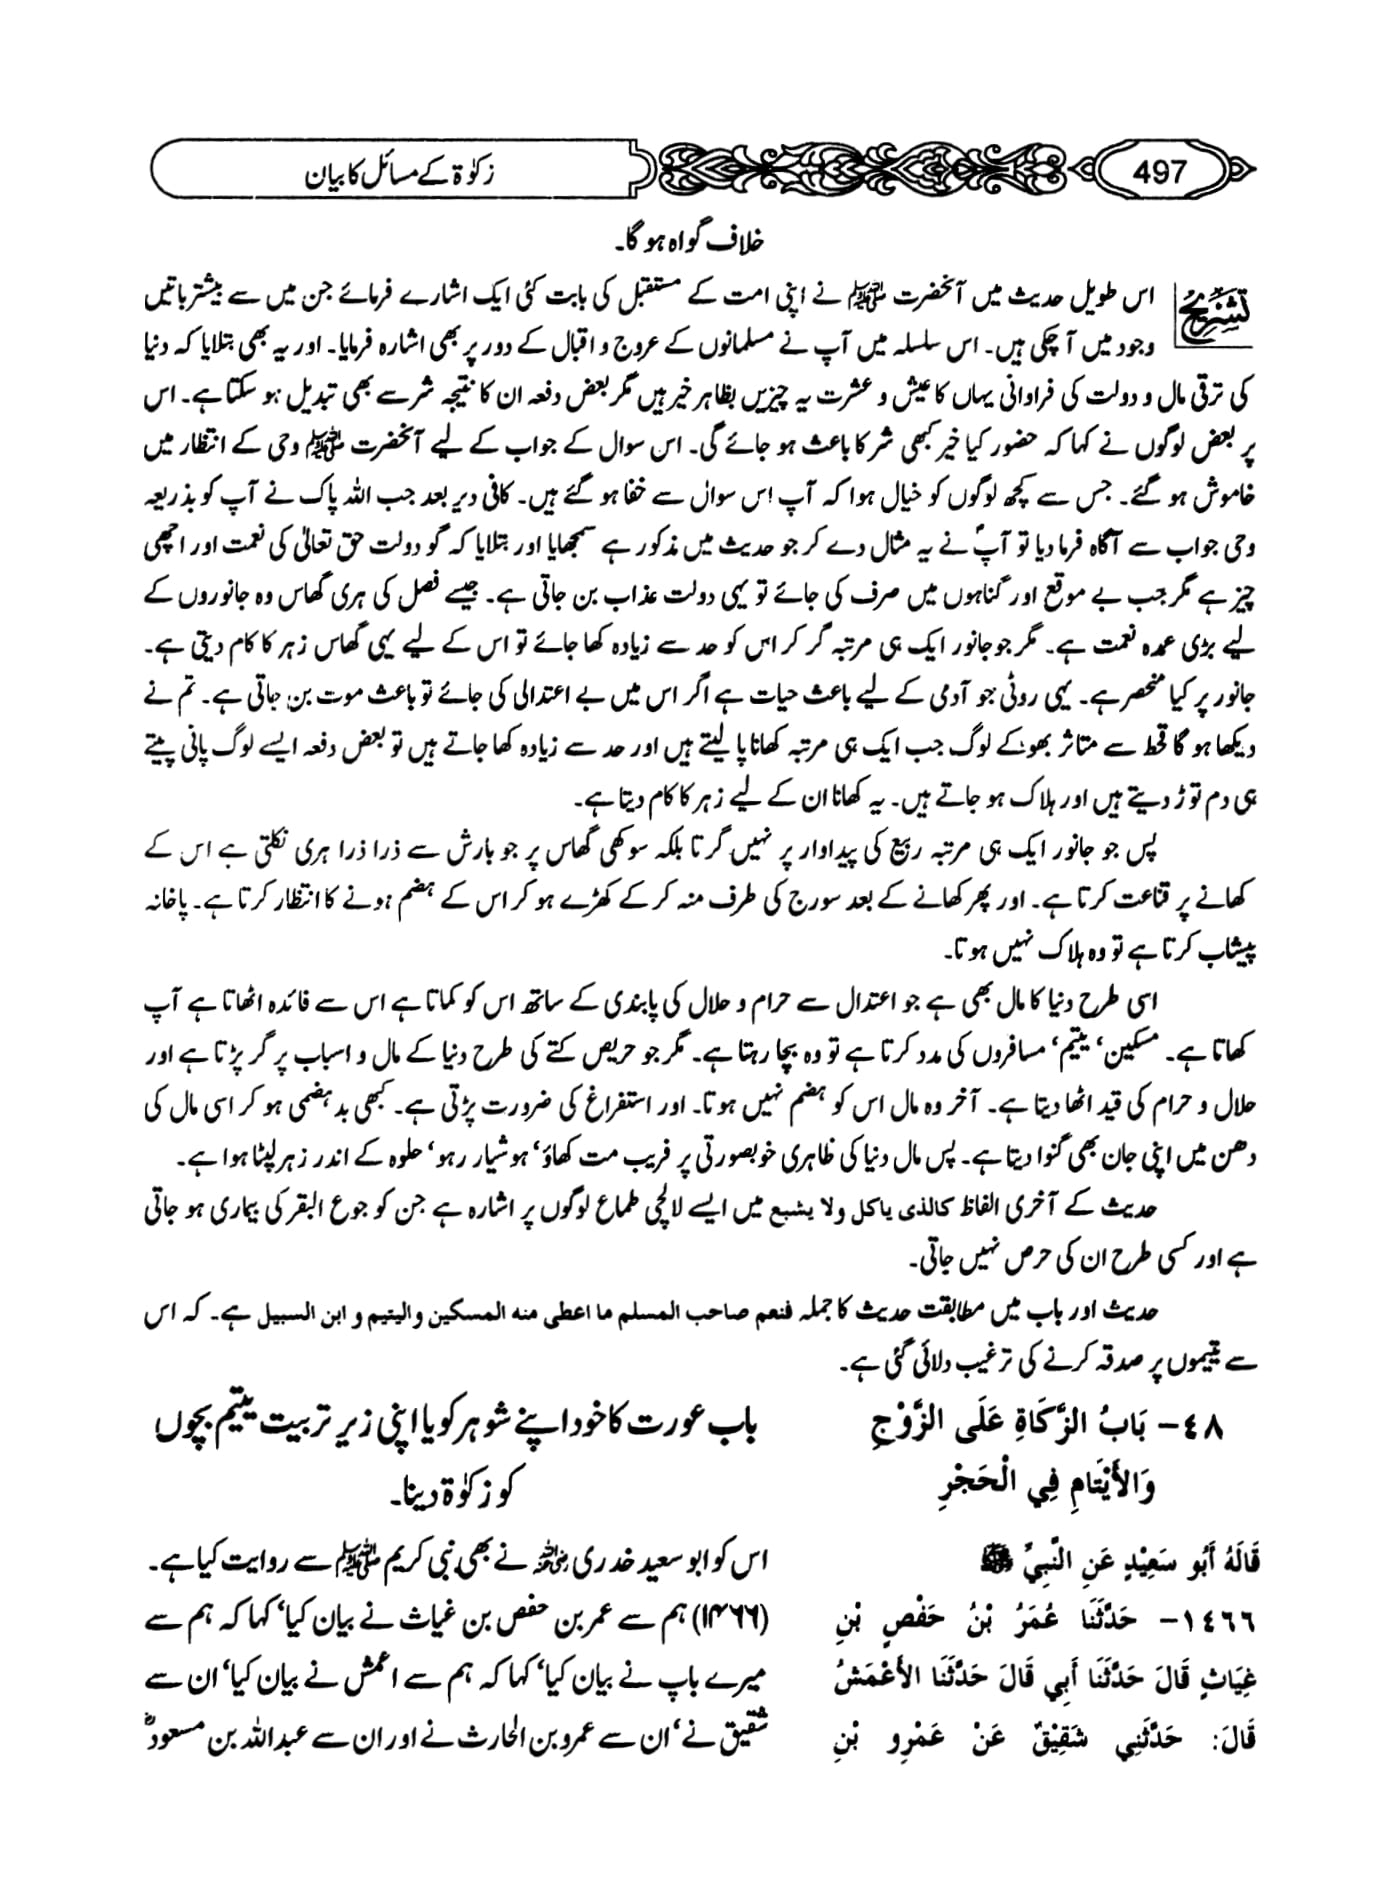 497
زکوٰۃ کے مسائل کا بیان
خلاف گواہ ہو گا۔
تشریح
اس طویل حدیث میں آنحضرت ﷺ نے اپنی امت کے مستقبل کی بابت کئی ایک اشارے فرمائے جن میں سے بیشتر باتیں
وجود میں آ چکی ہیں۔ اس سلسلہ میں آپ نے مسلمانوں کے عروج و اقبال کے دور پر بھی اشارہ فرمایا۔ اور یہ بھی بتلایا کہ دنیا
کی ترقی مال و دولت کی فراوانی یہاں کا عیش و عشرت یہ چیزیں بظاہر خیر ہیں مگر بعض دفعہ ان کا نتیجہ شر سے بھی تبدیل ہو سکتا ہے۔ اس
پر بعض لوگوں نے کہا کہ حضور کیا خیر کبھی شر کا باعث ہو جائے گی۔ اس سوال کے جواب کے لیے آنحضرت ﷺ وحی کے انتظار میں
خاموش ہو گئے۔ جس سے کچھ لوگوں کو خیال ہوا کہ آپ اس سوال سے خفا ہو گئے ہیں۔ کافی دیر بعد جب اللہ پاک نے آپ کو بذریعہ
وحی جواب سے آگاہ فرما دیا تو آپؐ نے یہ مثال دے کر جو حدیث میں مذکور ہے سمجھایا اور بتلایا کہ گو دولت حق تعالیٰ کی نعمت اور اچھی
چیز ہے مگر جب بے موقع اور گناہوں میں صرف کی جائے تو یہی دولت عذاب بن جاتی ہے۔ جیسے فصل کی ہری گھاس وہ جانوروں کے
لیے بڑی عمدہ نعمت ہے۔ مگر جو جانور ایک ہی مرتبہ گر کر اس کو حد سے زیادہ کھا جائے تو اس کے لیے یہی گھاس زہر کا کام دیتی ہے۔
جانور پر کیا منحصر ہے۔ یہی روٹی جو آدمی کے لیے باعث حیات ہے اگر اس میں بے اعتدالی کی جائے تو باعث موت بن جاتی ہے۔ تم نے
دیکھا ہو گا قحط سے متاثر بھوکے لوگ جب ایک ہی مرتبہ کھانا پا لیتے ہیں اور حد سے زیادہ کھا جاتے ہیں تو بعض دفعہ ایسے لوگ پانی پیتے
ہی دم توڑ دیتے ہیں اور ہلاک ہو جاتے ہیں۔ یہ کھانا ان کے لیے زہر کا کام دیتا ہے۔
پس جو جانور ایک ہی مرتبہ ربیع کی پیداوار پر نہیں گرتا بلکہ سوکھی گھاس پر جو بارش سے ذرا ذرا ہری نکلتی ہے اس کے
کھانے پر قناعت کرتا ہے۔ اور پھر کھانے کے بعد سورج کی طرف منہ کر کے کھڑے ہو کر اس کے ہضم ہونے کا انتظار کرتا ہے۔ پاخانہ
پیشاب کرتا ہے تو وہ ہلاک نہیں ہوتا۔
اسی طرح دنیا کا مال بھی ہے جو اعتدال سے حرام و حلال کی پابندی کے ساتھ اس کو کماتا ہے اس سے فائدہ اٹھاتا ہے آپ
کھاتا ہے۔ مسکین‘ یتیم‘ مسافروں کی مدد کرتا ہے تو وہ بچا رہتا ہے۔ مگر جو حریص کتے کی طرح دنیا کے مال و اسباب پر گر پڑتا ہے اور
حلال و حرام کی قید اٹھا دیتا ہے۔ آخر وہ مال اس کو ہضم نہیں ہوتا۔ اور استفراغ کی ضرورت پڑتی ہے۔ کبھی بد ہضمی ہو کر اسی مال کی
دھن میں اپنی جان بھی گنوا دیتا ہے۔ پس مال دنیا کی ظاہری خوبصورتی پر فریب مت کھاؤ‘ ہوشیار رہو‘ حلوہ کے اندر زہر لپٹا ہوا ہے۔
حدیث کے آخری الفاظ کالذی یاکل ولا یشبع میں ایسے لالچی طماع لوگوں پر اشارہ ہے جن کو جوع البقر کی بیماری ہو جاتی
ہے اور کسی طرح ان کی حرص نہیں جاتی۔
حدیث اور باب میں مطابقت حدیث کا جملہ فنعم صاحب المسلم ما اعطی منہ المسکین والیتیم و ابن السبیل ہے۔ کہ اس
سے یتیموں پر صدقہ کرنے کی ترغیب دلائی گئی ہے۔
٤٨- بَابُ الزَّكَاةِ عَلَى الزَّوْجِ
وَالأَيْتَامِ فِي الْحَجْرِ
قَالَهُ أَبُو سَعِيْدٍ عَنِ النَّبِيِّ ﷺ
١٤٦٦- حَدَّثَنَا عُمَرُ بْنُ حَفْصِ بْنِ
غِيَاثٍ قَالَ حَدَّثَنَا أَبِي قَالَ حَدَّثَنَا الأَعْمَشُ
قَالَ: حَدَّثَنِي شَقِيْقٌ عَنْ عَمْرِو بْنِ
باب عورت کا خود اپنے شوہر کو یا اپنی زیر تربیت یتیم بچوں
کو زکوٰۃ دینا۔
اس کو ابو سعید خدری رضی اللہ عنہ نے بھی نبی کریم ﷺ سے روایت کیا ہے۔
(۱۴۶۶) ہم سے عمر بن حفص بن غیاث نے بیان کیا‘ کہا کہ ہم سے
میرے باپ نے بیان کیا‘ کہا کہ ہم سے اعمش نے بیان کیا‘ ان سے
شقیق نے‘ ان سے عمرو بن الحارث نے اور ان سے عبداللہ بن مسعودؓ